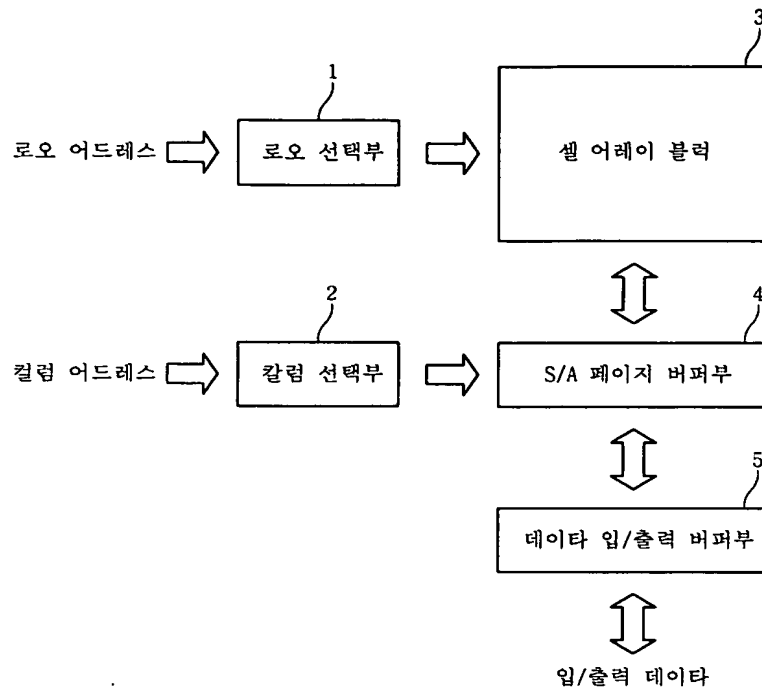 3
1
로오 어드레스
로오 선택부
셀 어레이 블럭
2
4
컬럼 어드레스
칼럼 선택부
S/A 페이지 버퍼부
5
데이타 입/출력 버퍼부
입/출력 데이타